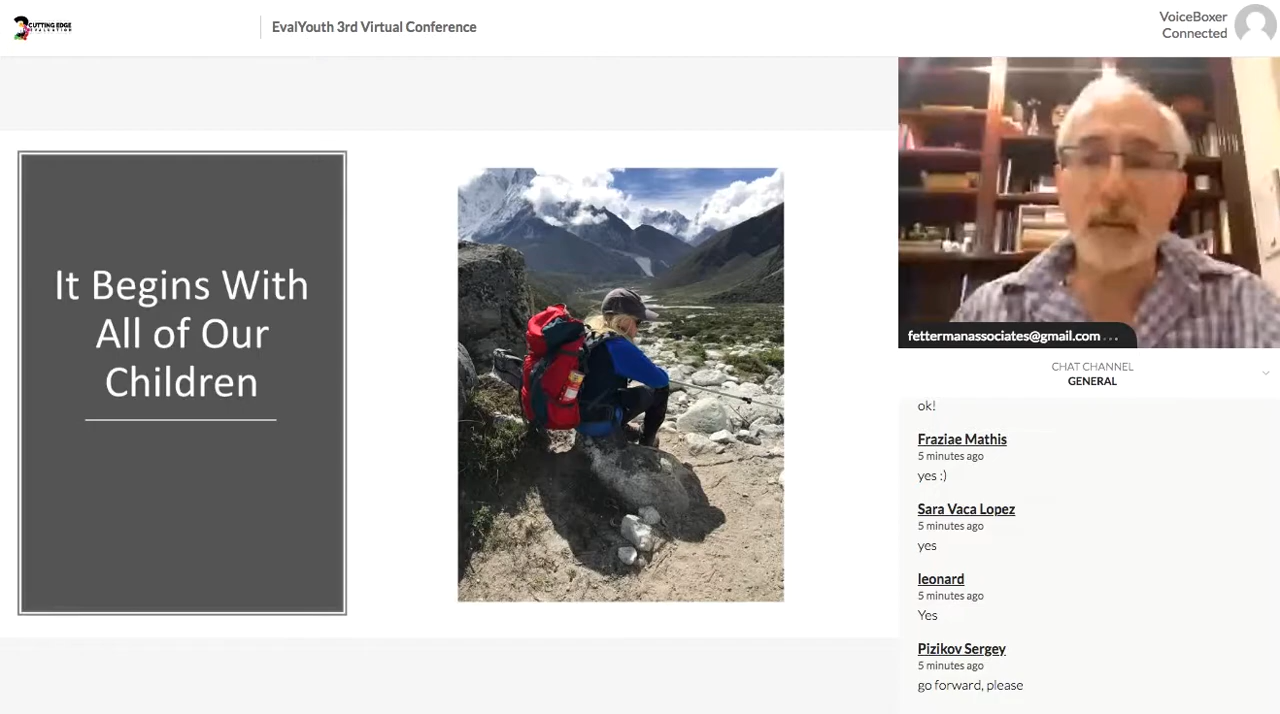 CUTTING EDGE
EvalYouth 3rd Virtual Conference
VoiceBoxer
Connected
It Begins With
All of Our
Children
fettermanassociates@gmail.com ...
CHAT CHANNEL
GENERAL
ok!
Fraziae Mathis
5 minutes ago
yes :)
Sara Vaca Lopez
5 minutes ago
yes
leonard
5 minutes ago
Yes
Pizikov Sergey
5 minutes ago
go forward, please